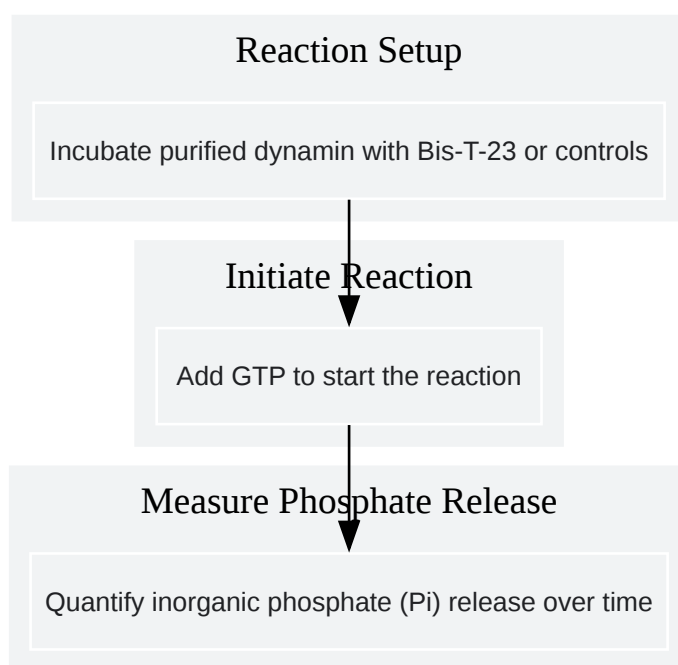 Reaction Setup
Incubate purified dynamin with Bis-T-23 or controls
Initiate Reaction
Add GTP to start the reaction
Measure Phosphate Release
Quantify inorganic phosphate (Pi) release over time